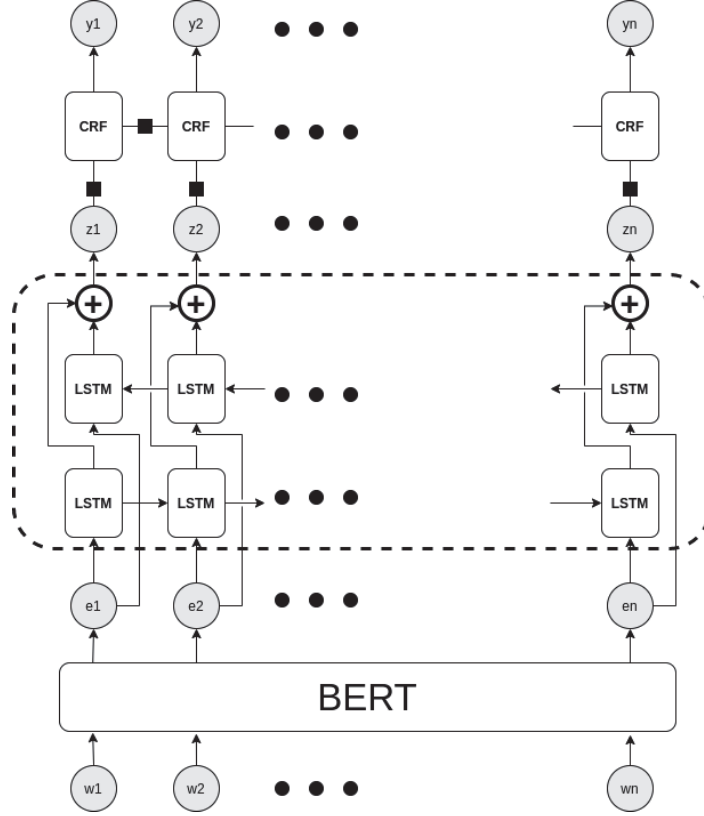 y1 y2 yn
CRF CRF CRF
z1 z2 zn
+ + +
LSTM LSTM LSTM
LSTM LSTM LSTM
e1 e2 en
BERT
w1 w2 wn